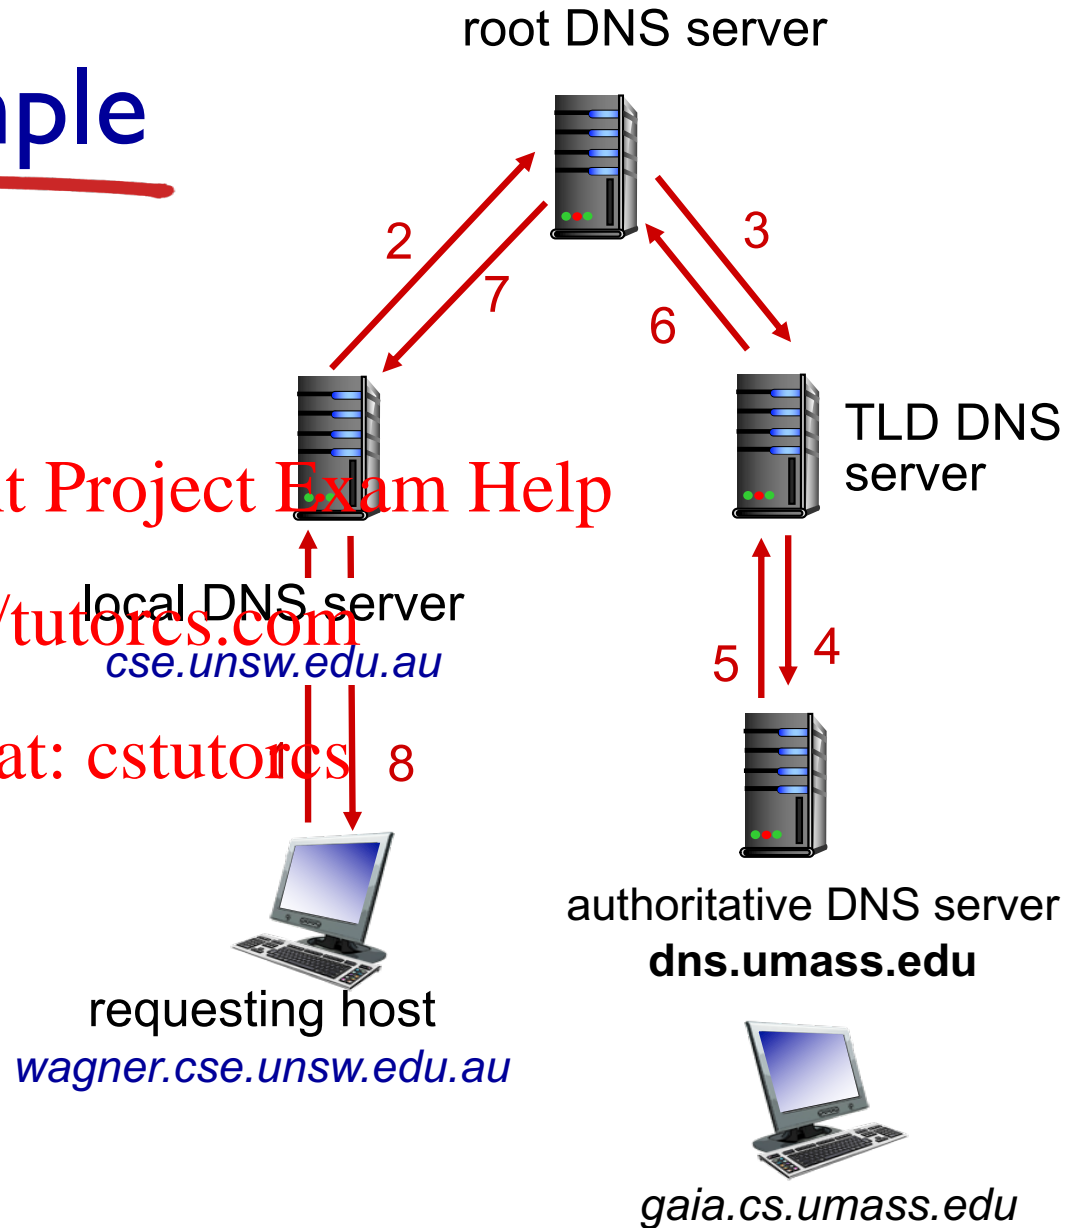 root DNS server
mple
2
3
7
6
TLD DNS
server
t Project Exam Help
local DNS server
/tutorcs.com
cse.unsw.edu.au
5
4
at: cstutorcs
8
authoritative DNS server
dns.umass.edu
requesting host
wagner.cse.unsw.edu.au
gaia.cs.umass.edu